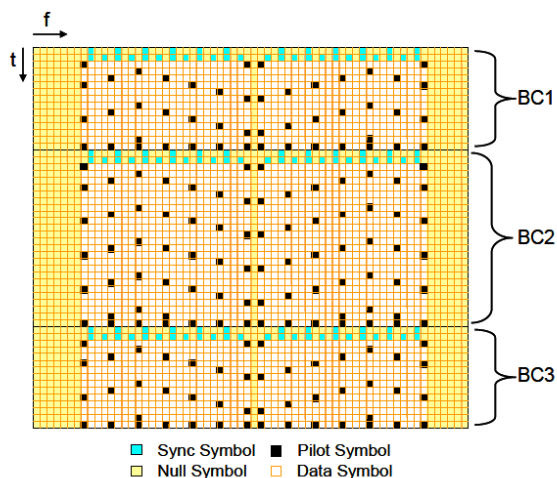 f
t
BC1
BC2
BC3
Sync Symbol Pilot Symbol
Null Symbol Data Symbol